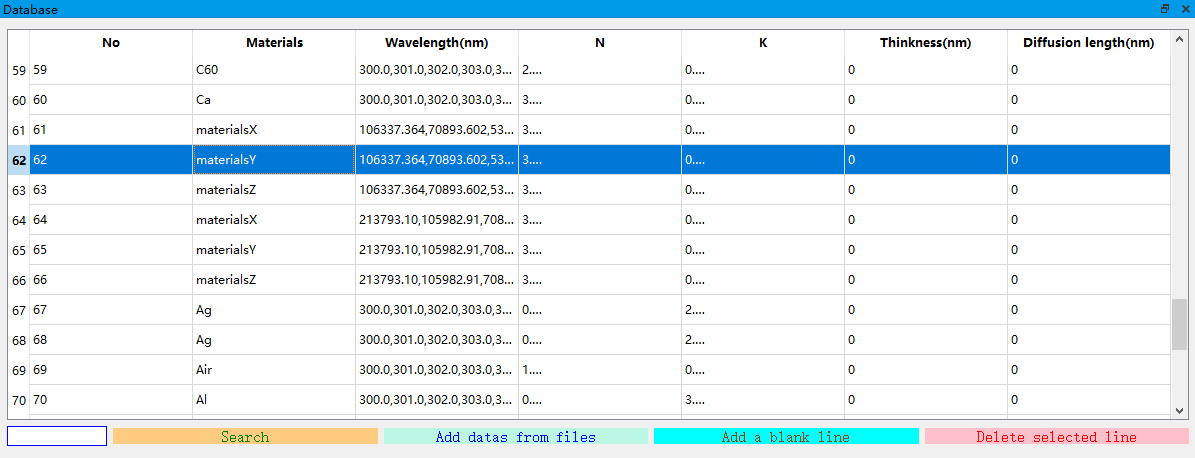 Database
No Materials Wavelength(nm) N K Thinkness(nm) Diffusion length(nm)
59 59 C60 300.0,301.0,302.0,303.0,3... 2.... 0.... 0 0
60 60 Ca 300.0,301.0,302.0,303.0,3... 3.... 0.... 0 0
61 61 materialsX 106337.364,70893.602,53... 3.... 0.... 0 0
62 62 materialsY 106337.364,70893.602,53... 3.... 0.... 0 0
63 63 materialsZ 106337.364,70893.602,53... 3.... 0.... 0 0
64 64 materialsX 213793.10,105982.91,708... 3.... 0.... 0 0
65 65 materialsY 213793.10,105982.91,708... 3.... 0.... 0 0
66 66 materialsZ 213793.10,105982.91,708... 3.... 0.... 0 0
67 67 Ag 300.0,301.0,302.0,303.0,3... 0.... 2.... 0 0
68 68 Ag 300.0,301.0,302.0,303.0,3... 0.... 2.... 0 0
69 69 Air 300.0,301.0,302.0,303.0,3... 1.... 0.... 0 0
70 70 Al 300.0,301.0,302.0,303.0,3... 0.... 3.... 0 0
Search Add datas from files Add a blank line Delete selected line